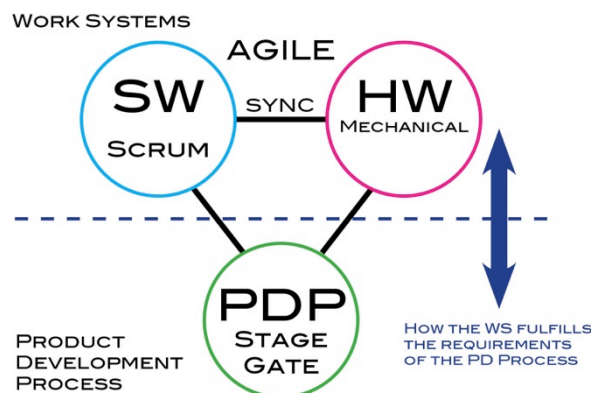 Work Systems
AGILE
SW
SYNC
HW
Mechanical
Scrum
PDP
Stage
Gate
Product
Development
Process
How the WS fulfills
the requirements
of the PD Process